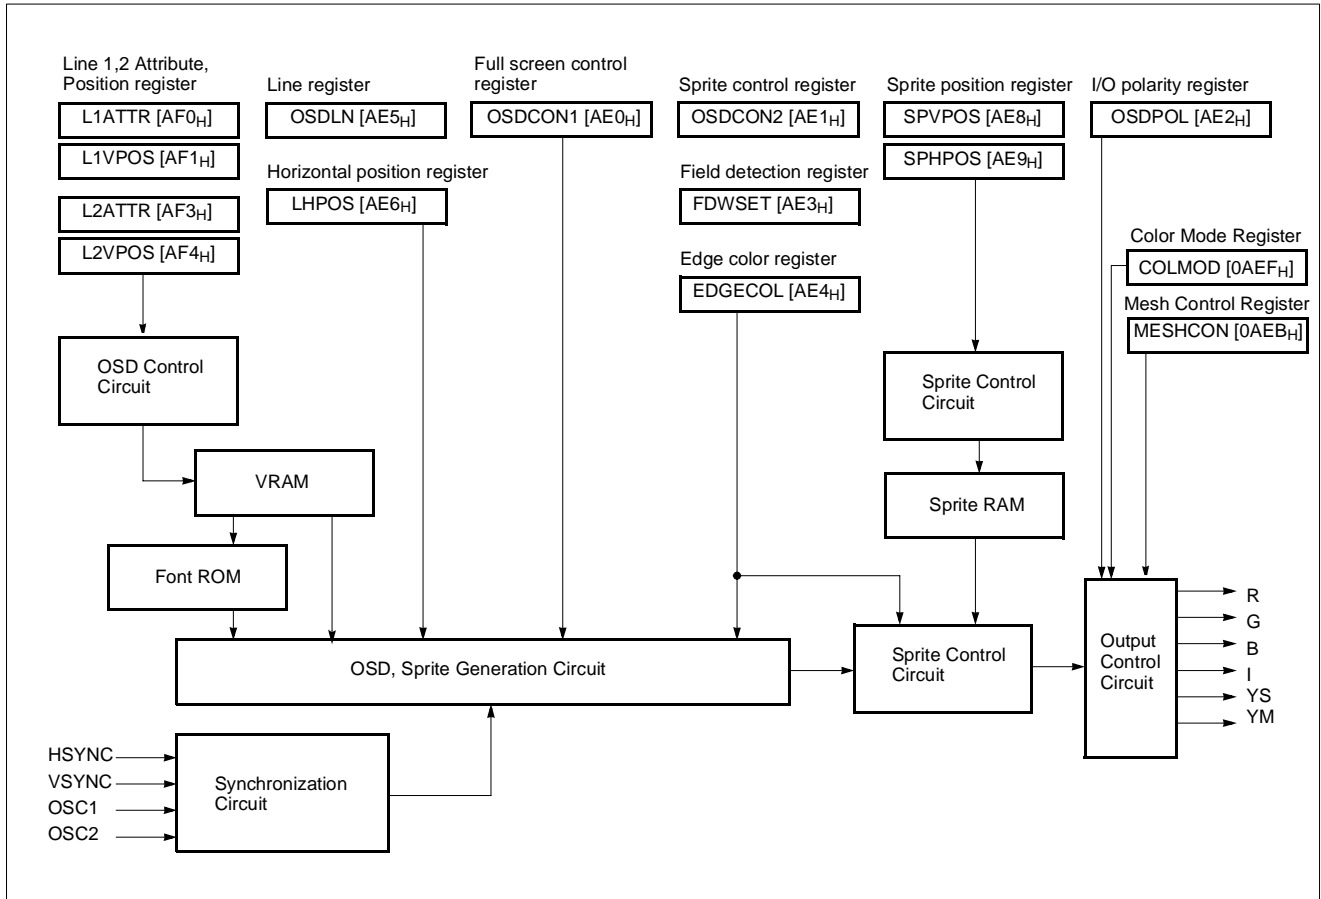 Line 1,2 Attribute,
Position register
L1ATTR [AF0H]
L1VPOS [AF1H]
L2ATTR [AF3H]
L2VPOS [AF4H]
Line register
OSDLN [AE5H]
Horizontal position register
LHPOS [AE6H]
Full screen control
register
OSDCON1 [AE0H]
Sprite control register
OSDCON2 [AE1H]
Field detection register
FDWSET [AE3H]
Edge color register
EDGECOL [AE4H]
Sprite position register
SPVPOS [AE8H]
SPHPOS [AE9H]
I/O polarity register
OSDPOL [AE2H]
Color Mode Register
COLMOD [0AEFH]
Mesh Control Register
MESHCON [0AEBH]
OSD Control
Circuit
VRAM
Font ROM
Sprite Control
Circuit
Sprite RAM
OSD, Sprite Generation Circuit
Sprite Control
Circuit
Output
Control
Circuit
R
G
B
I
YS
YM
HSYNC
VSYNC
OSC1
OSC2
Synchronization
Circuit